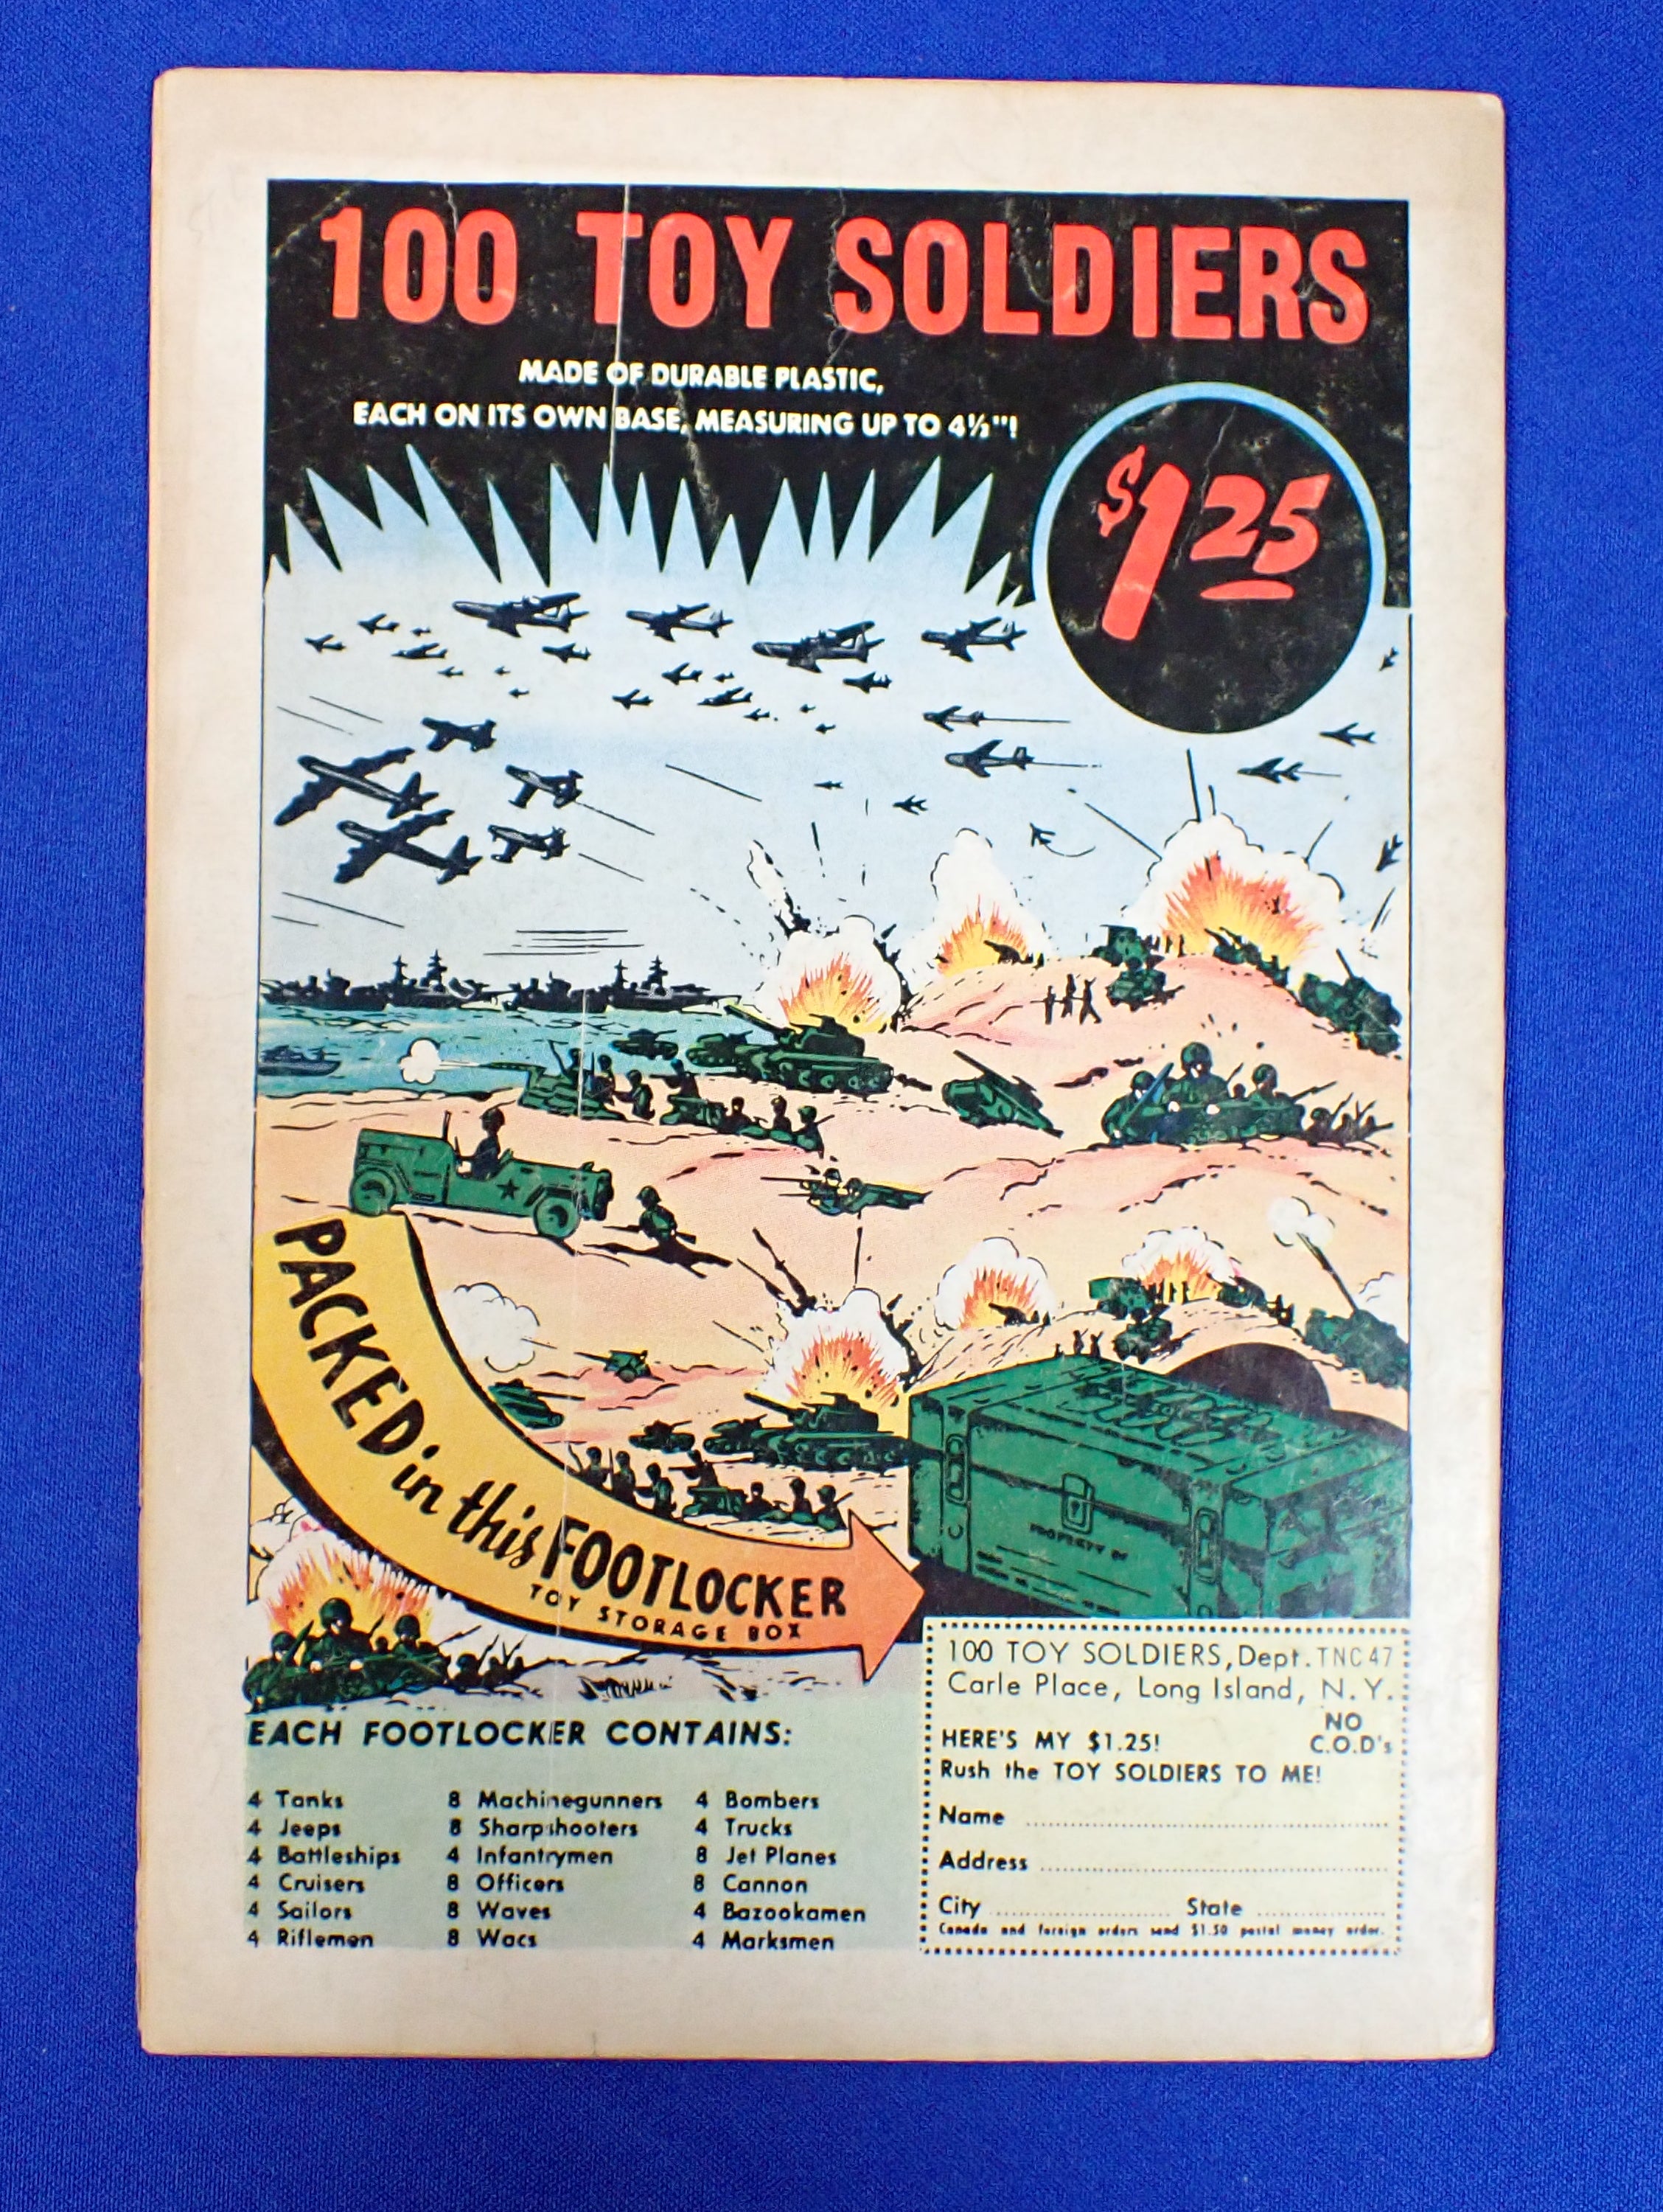 100 TOY SOLDIERS
MADE OF DURABLE PLASTIC,
EACH ON ITS OWN BASE, MEASURING UP TO 4½"!
$1.25
PACKED in this FOOTLOCKER
TOY STORAGE BOX
PROPERTY OF
EACH FOOTLOCKER CONTAINS:
4 Tanks
4 Jeeps
4 Battleships
4 Cruisers
4 Sailors
4 Riflemen
8 Machinegunners
8 Sharpshooters
4 Infantrymen
8 Officers
8 Waves
8 Wacs
4 Bombers
4 Trucks
8 Jet Planes
8 Cannon
4 Bazookamen
4 Marksmen
100 TOY SOLDIERS, Dept. TNC47
Carle Place, Long Island, N.Y.
HERE'S MY $1.25!
NO
C.O.D's
Rush the TOY SOLDIERS TO ME!
Name
Address
City State
Canada and foreign orders send $1.50 postal money order.